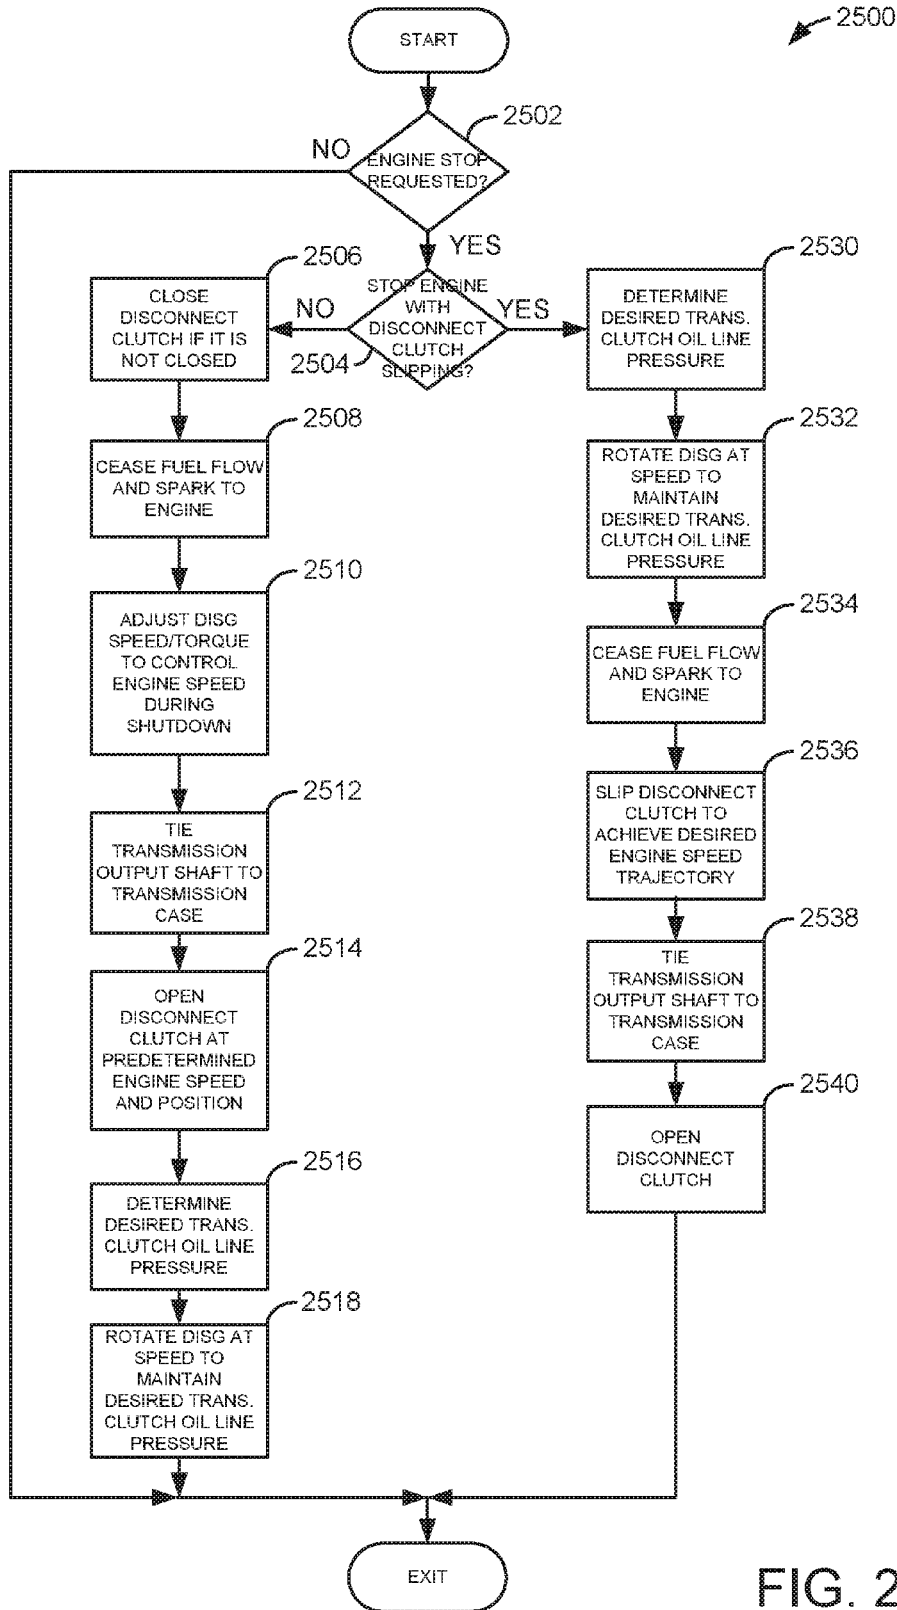 START
2500
2502
NO
ENGINE STOP
REQUESTED?
YES
2506
CLOSE
DISCONNECT
CLUTCH IF IT IS
NOT CLOSED
NO
STOP ENGINE
WITH
DISCONNECT
CLUTCH
SLIPPING?
2504
YES
2530
DETERMINE
DESIRED TRANS.
CLUTCH OIL LINE
PRESSURE
2508
CEASE FUEL FLOW
AND SPARK TO
ENGINE
2510
ADJUST DISG
SPEED/TORQUE
TO CONTROL
ENGINE SPEED
DURING
SHUTDOWN
2512
TIE
TRANSMISSION
OUTPUT SHAFT TO
TRANSMISSION
CASE
2514
OPEN
DISCONNECT
CLUTCH AT
PREDETERMINED
ENGINE SPEED
AND POSITION
2516
DETERMINE
DESIRED TRANS.
CLUTCH OIL LINE
PRESSURE
2518
ROTATE DISG AT
SPEED TO
MAINTAIN
DESIRED TRANS.
CLUTCH OIL LINE
PRESSURE
2532
ROTATE DISG AT
SPEED TO
MAINTAIN
DESIRED TRANS.
CLUTCH OIL LINE
PRESSURE
2534
CEASE FUEL FLOW
AND SPARK TO
ENGINE
2536
SLIP DISCONNECT
CLUTCH TO
ACHIEVE DESIRED
ENGINE SPEED
TRAJECTORY
2538
TIE
TRANSMISSION
OUTPUT SHAFT TO
TRANSMISSION
CASE
2540
OPEN
DISCONNECT
CLUTCH
EXIT
FIG. 2